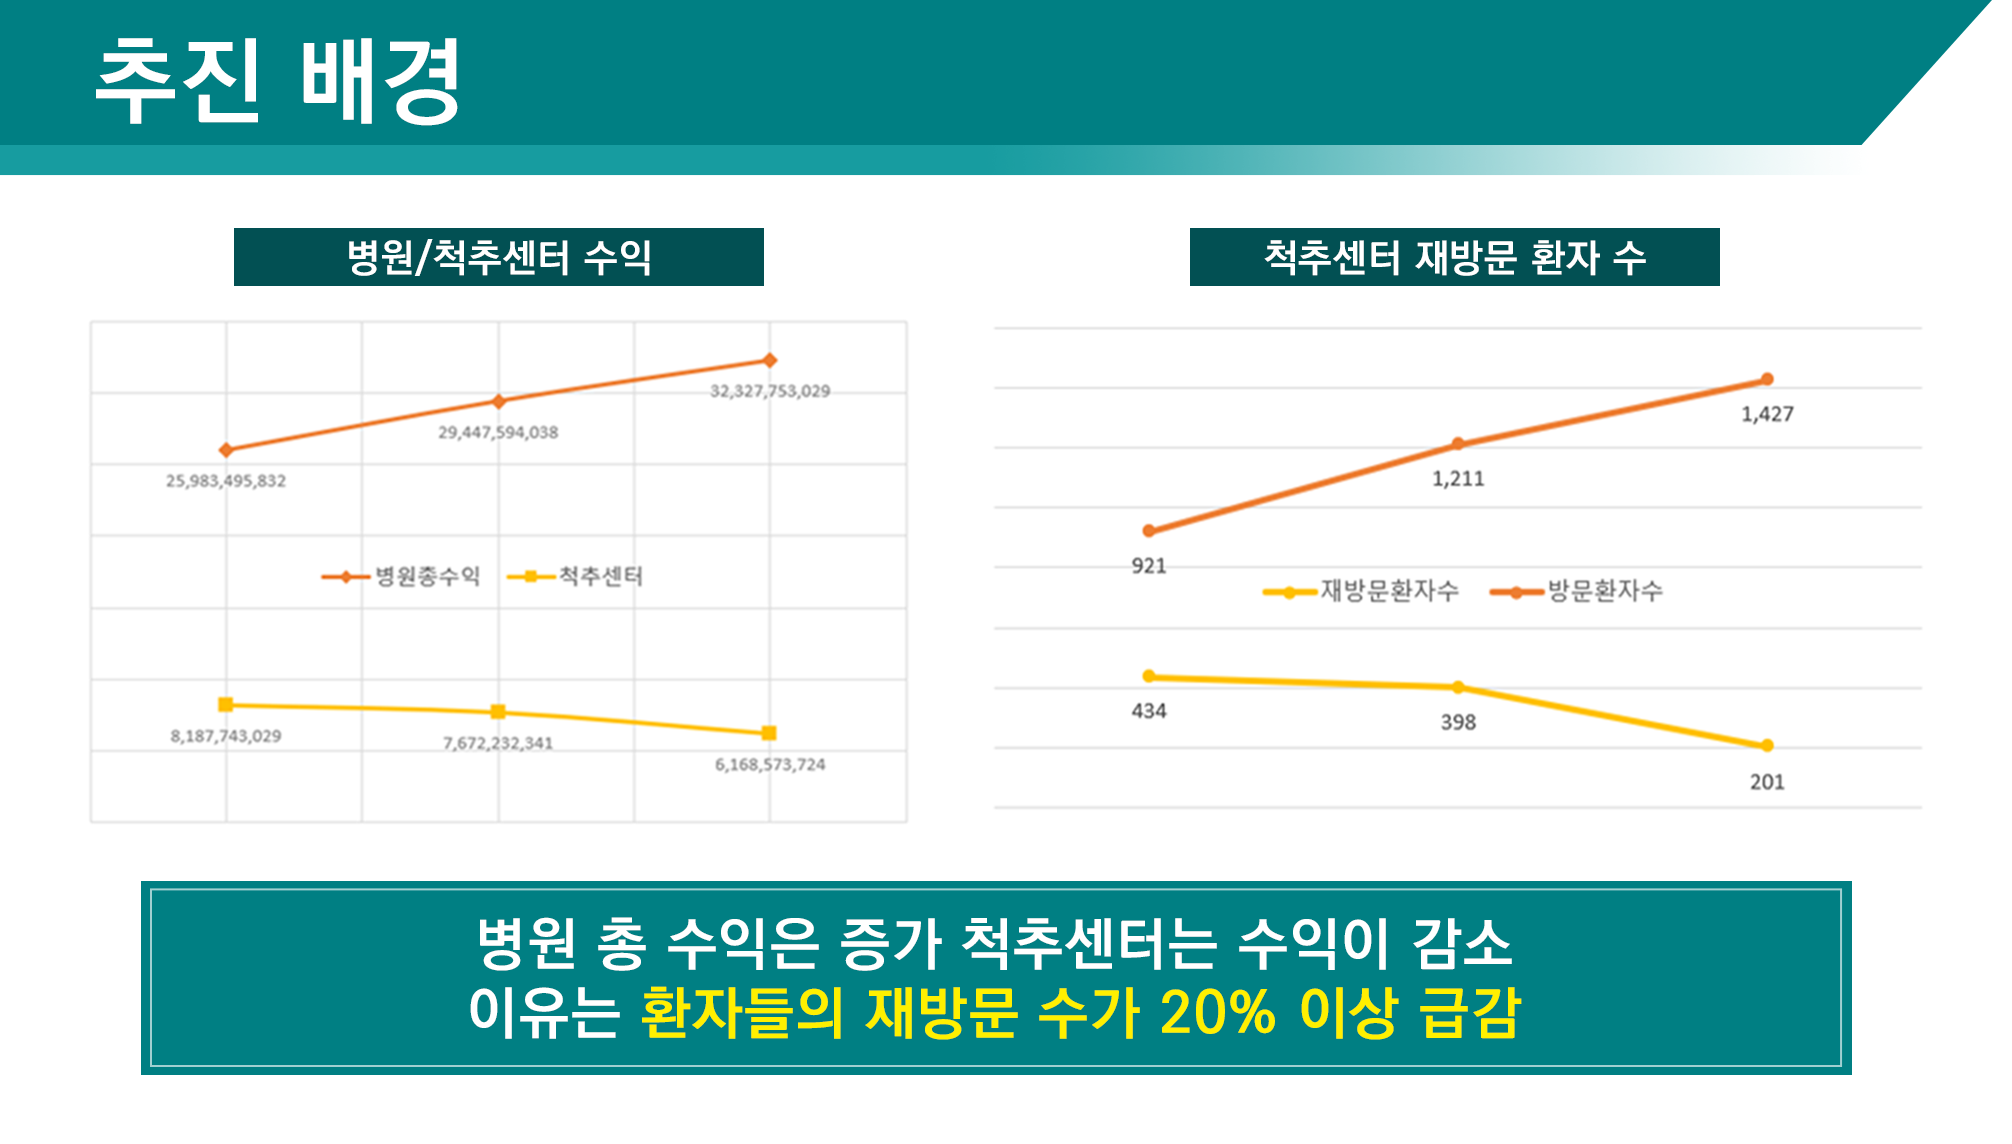 추진 배경
병원/척추센터 수익
32,327,753,029
29,447,594,038
25,983,495,832
병원총수익 척추센터
8,187,743,029
7,672,232,341
6,168,573,724
척추센터 재방문 환자 수
1,427
1,211
921
재방문환자수 방문환자수
434
398
201
병원 총 수익은 증가 척추센터는 수익이 감소
이유는 환자들의 재방문 수가 20% 이상 급감